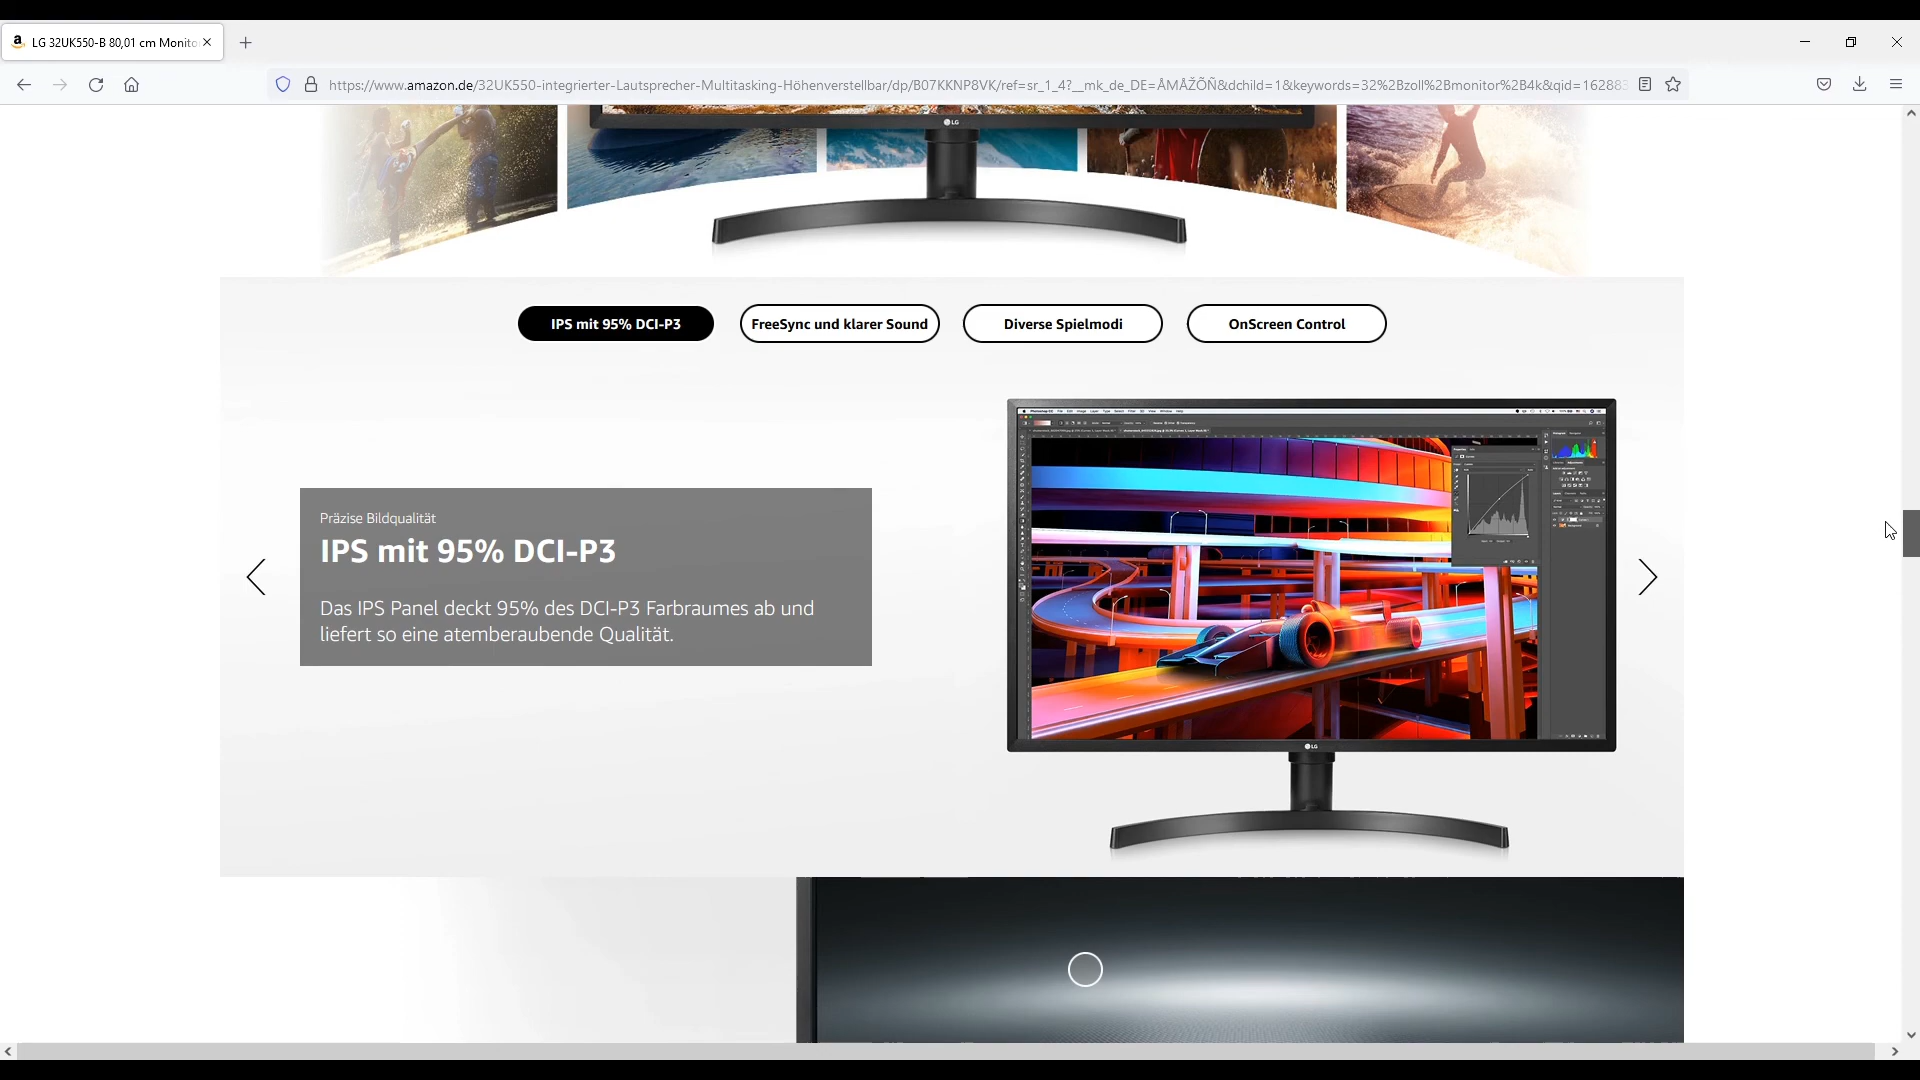 LG 32UK550-B 80,01 cm Monito
https://www.amazon.de/32UK550-integrierter-Lautsprecher-Multitasking-Höhenverstellbar/dp/B07KKNP8VK/ref=sr_1_4?__mk_de_DE=ÅMÅŽÕÑ&dchild=1&keywords=32%2Bzoll%2Bmonitor%2B4k&qid=162883
LG
IPS mit 95% DCI-P3
FreeSync und klarer Sound
Diverse Spielmodi
OnScreen Control
Präzise Bildqualität
IPS mit 95% DCI-P3
Das IPS Panel deckt 95% des DCI-P3 Farbraumes ab und
liefert so eine atemberaubende Qualität.
LG